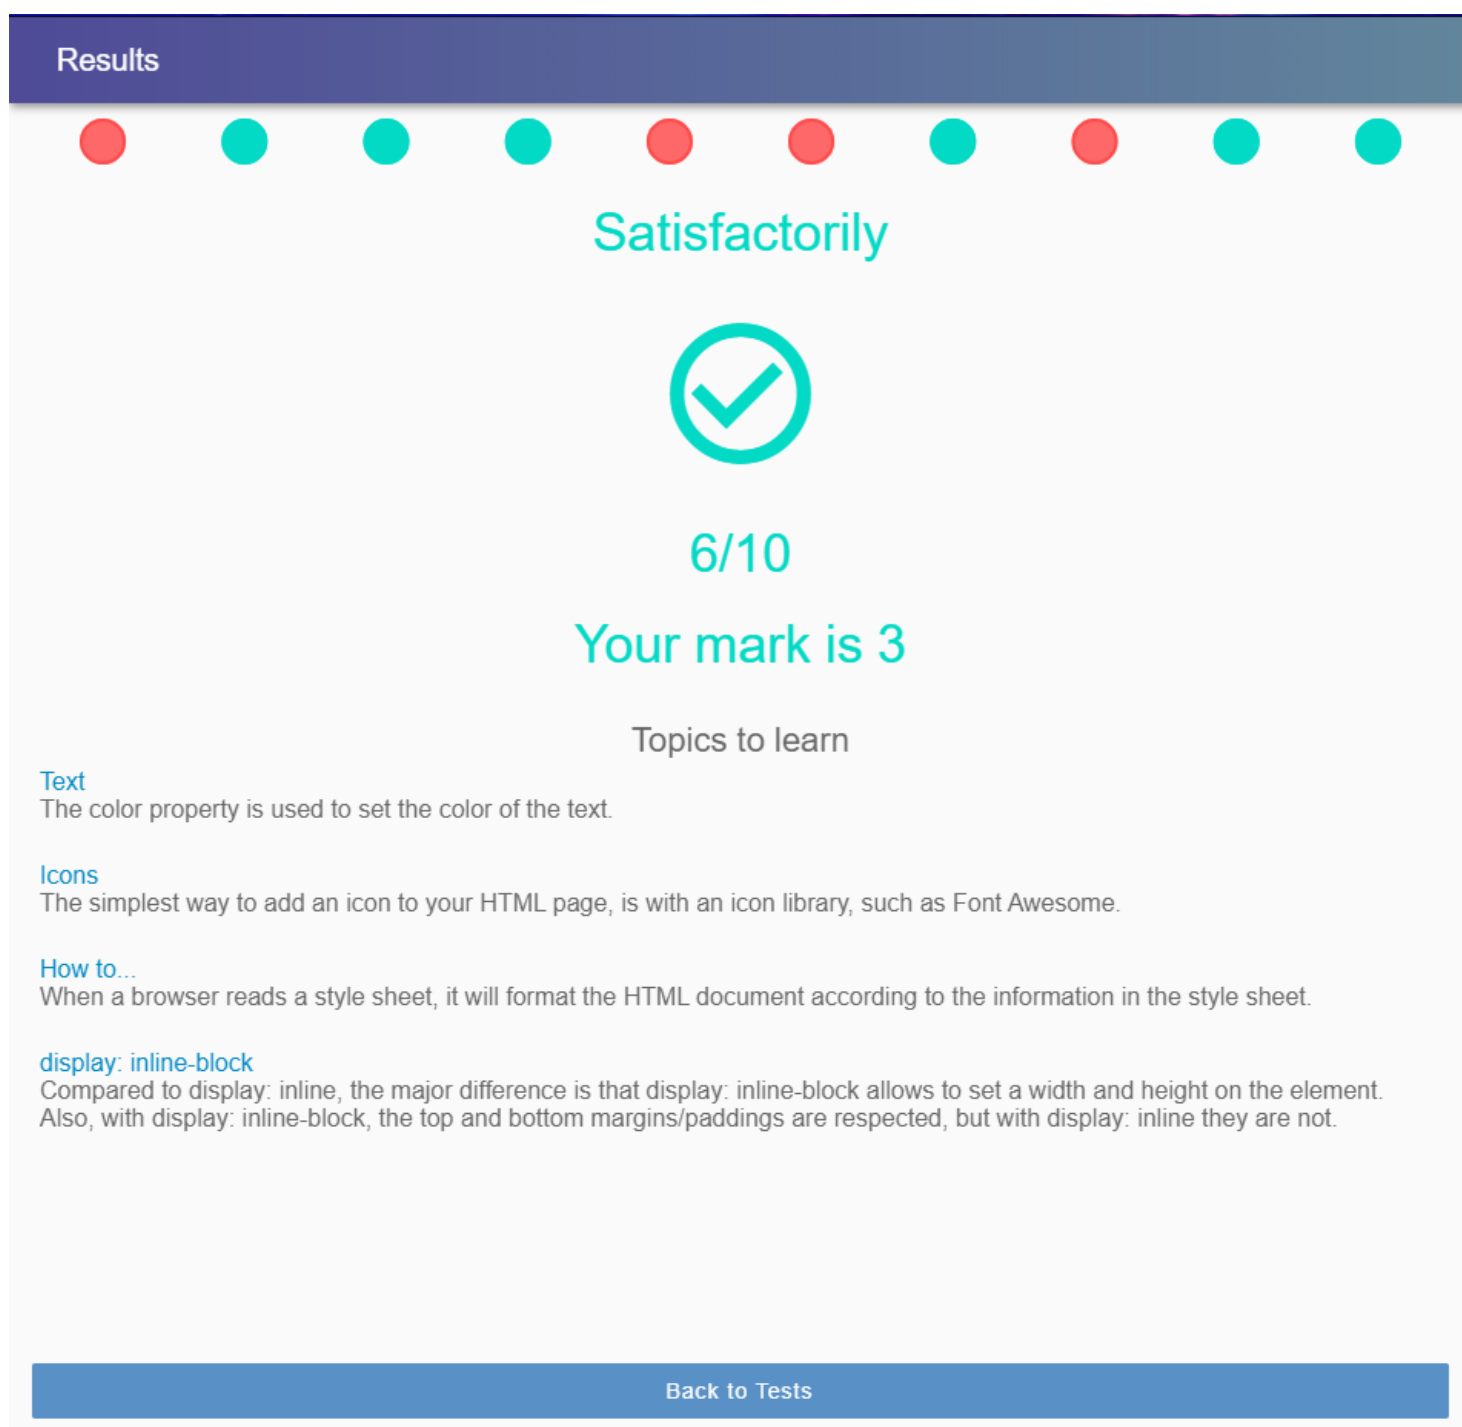 Results
Satisfactorily
6/10
Your mark is 3
Topics to learn
Text
The color property is used to set the color of the text.
Icons
The simplest way to add an icon to your HTML page, is with an icon library, such as Font Awesome.
How to...
When a browser reads a style sheet, it will format the HTML document according to the information in the style sheet.
display: inline-block
Compared to display: inline, the major difference is that display: inline-block allows to set a width and height on the element.
Also, with display: inline-block, the top and bottom margins/paddings are respected, but with display: inline they are not.
Back to Tests